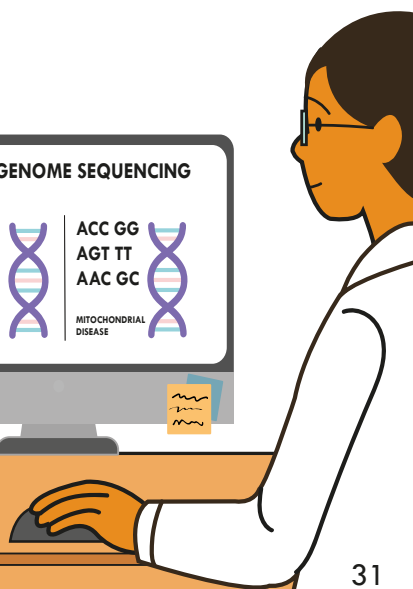 GENOME SEQUENCING
ACC GG
AGT TT
AAC GC
MITOCHONDRIAL
DISEASE
31